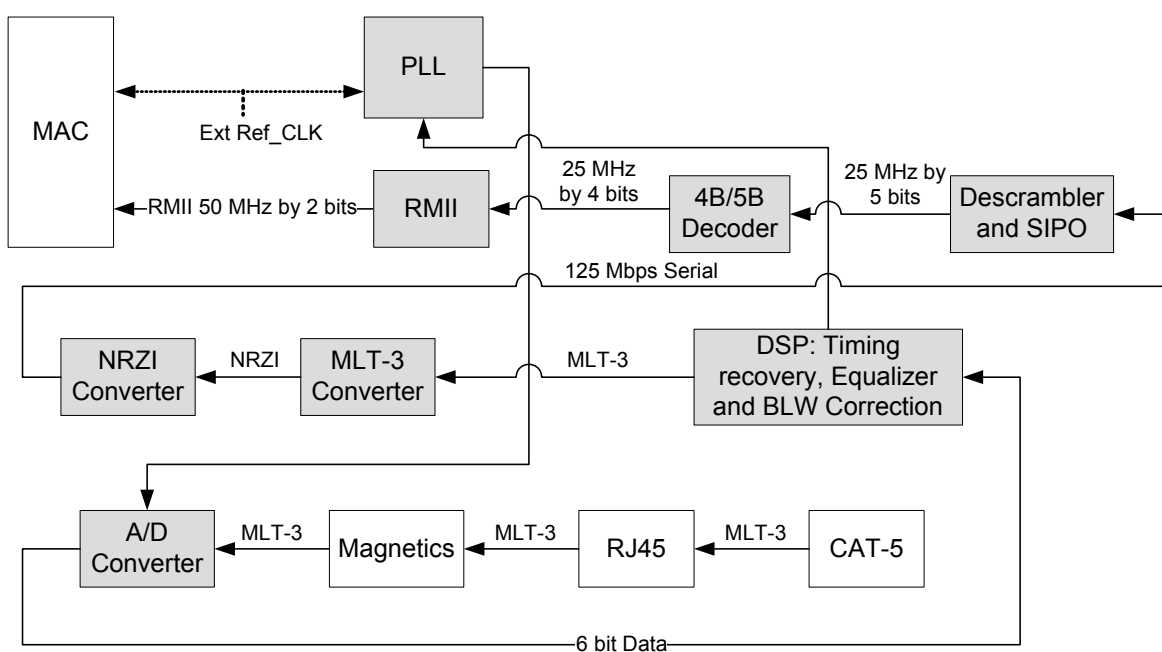 PLL
MAC
Ext Ref_CLK
25 MHz
by 4 bits
25 MHz by
5 bits
RMII 50 MHz by 2 bits
RMII
4B/5B
Decoder
Descrambler
and SIPO
125 Mbps Serial
NRZI
Converter
NRZI
MLT-3
Converter
MLT-3
DSP: Timing
recovery, Equalizer
and BLW Correction
A/D
Converter
MLT-3
Magnetics
MLT-3
RJ45
MLT-3
CAT-5
6 bit Data